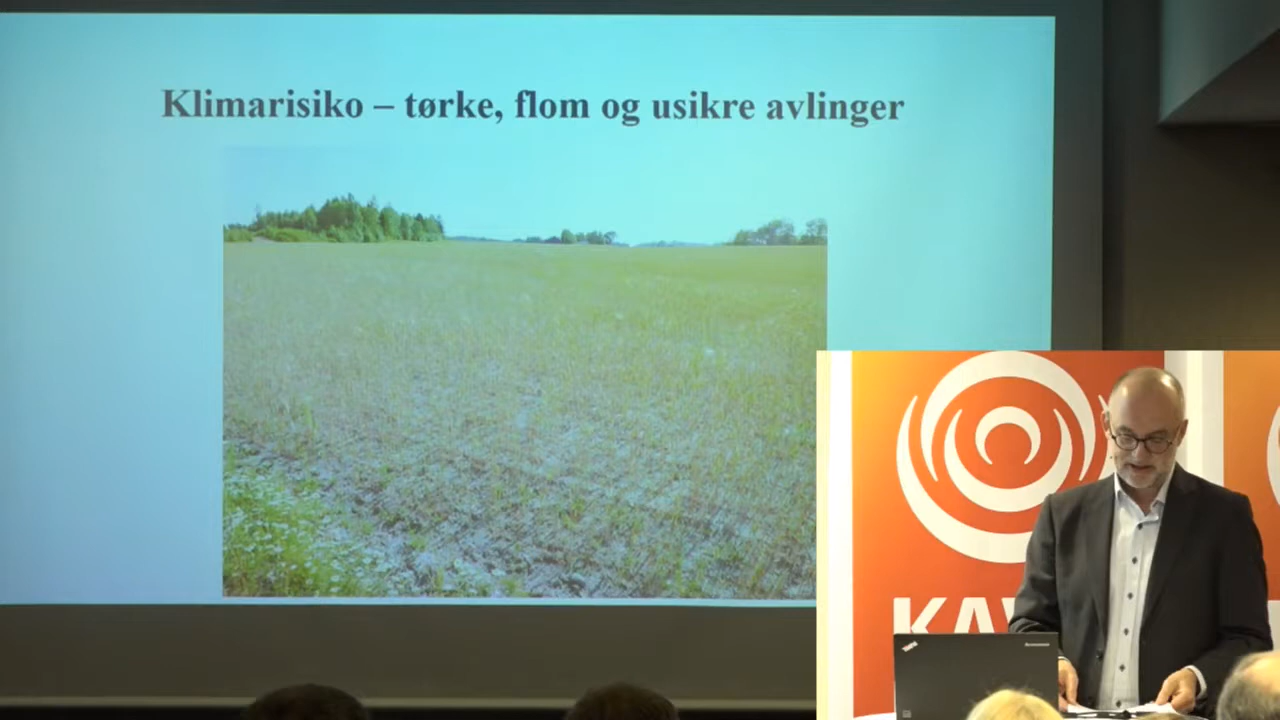 Klimarisiko – tørke, flom og usikre avlinger